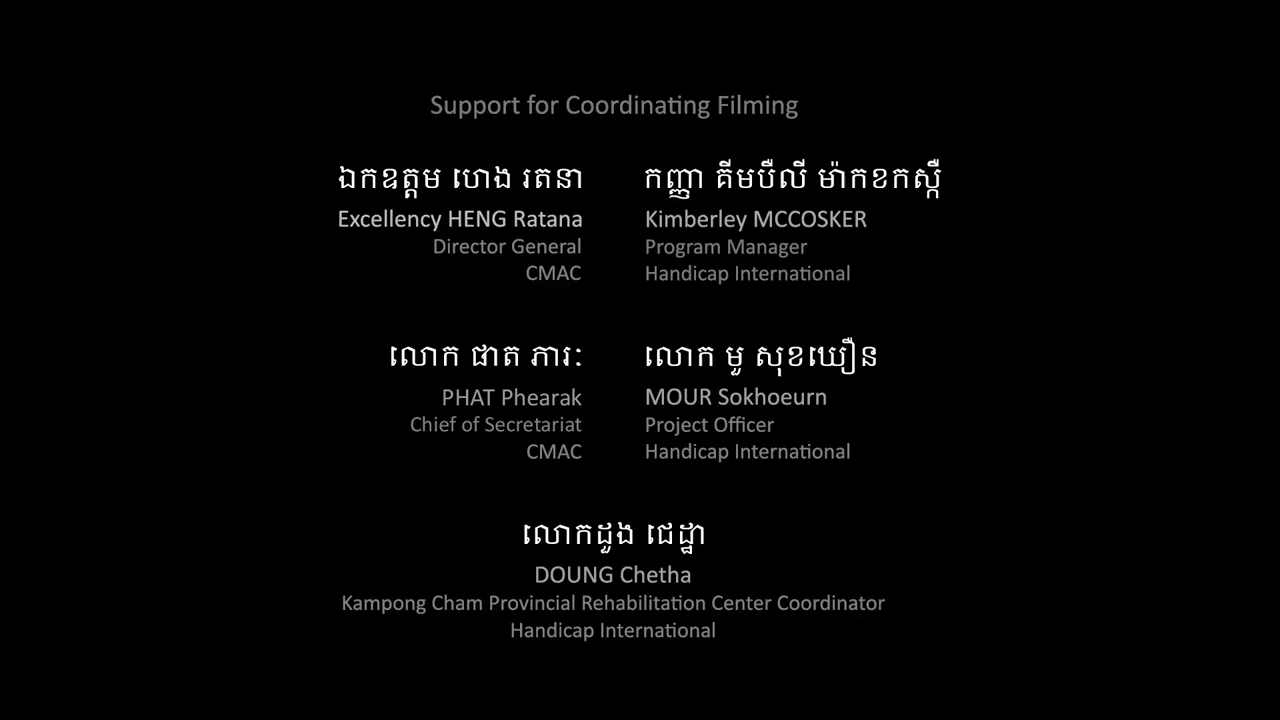 Support for Coordinating Filming
ឯកឧត្តម ហេង រតនា
Excellency HENG Ratana
Director General
CMAC
កញ្ញា គីមបឺលី ម៉ាកខកស្កឺ
Kimberley MCCOSKER
Program Manager
Handicap International
លោក ផាត ភារៈ
PHAT Phearak
Chief of Secretariat
CMAC
លោក មួ សុខឃឿន
MOUR Sokhoeurn
Project Officer
Handicap International
លោកដួង ជេដ្ឋា
DOUNG Chetha
Kampong Cham Provincial Rehabilitation Center Coordinator
Handicap International